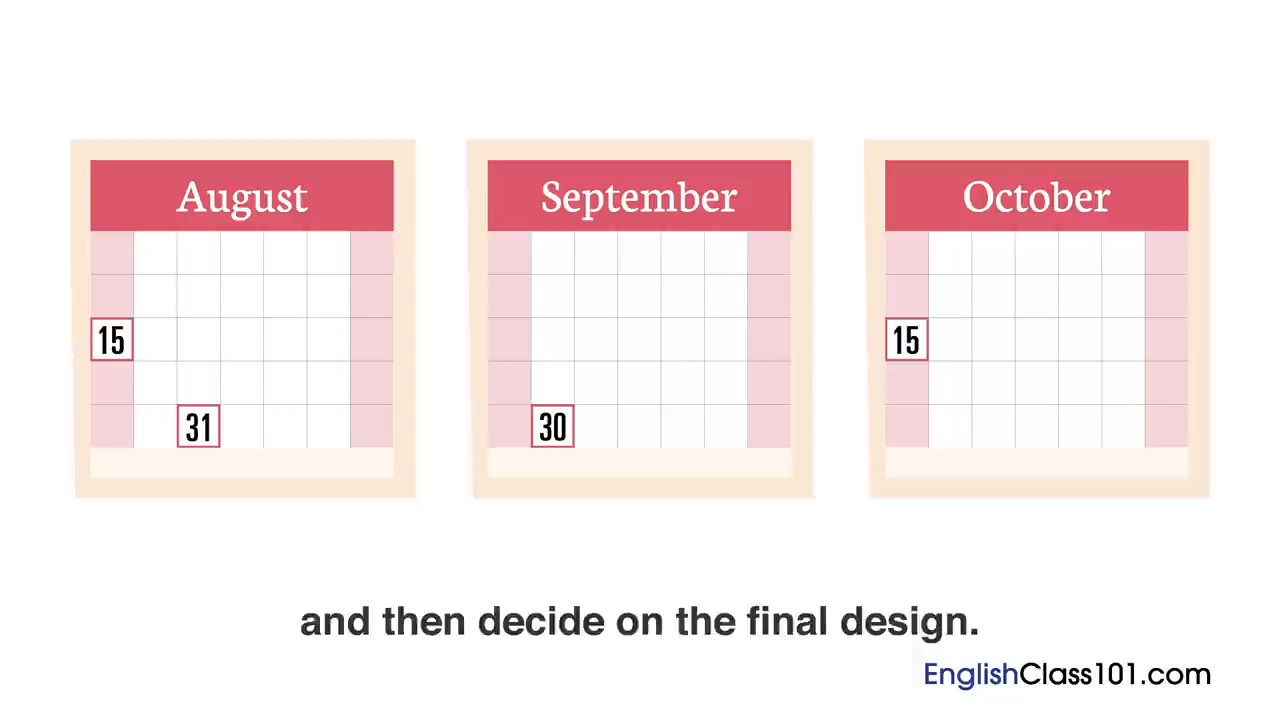 August
September
October
15
15
31
30
and then decide on the final design.
EnglishClass101.com